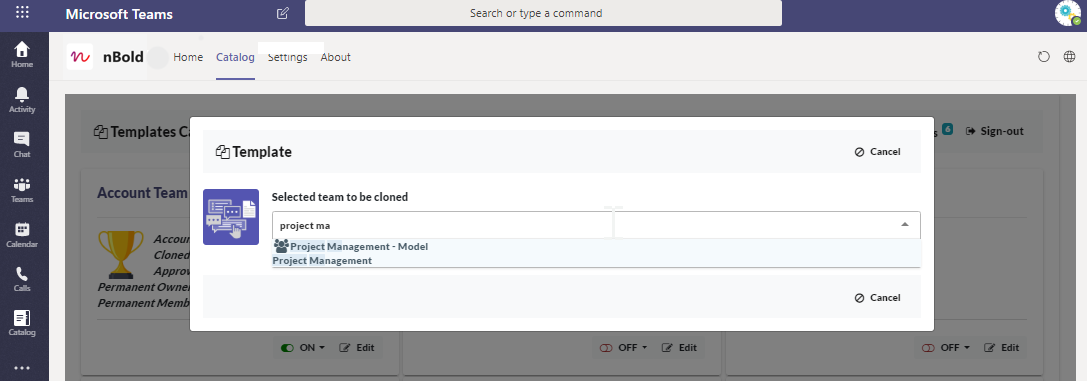 Microsoft Teams
Search or type a command
nBold
Home
Catalog
Settings
About
Home
Activity
Chat
Teams
Calendar
Calls
Catalog
Templates Ca
6
Sign-out
Account Team
Accou
Cloned
Approv
Permanent Owne
Permanent Memb
Template
Cancel
Selected team to be cloned
project ma
Project Management - Model
Project Management
Cancel
ON
Edit
OFF
Edit
OFF
Edit